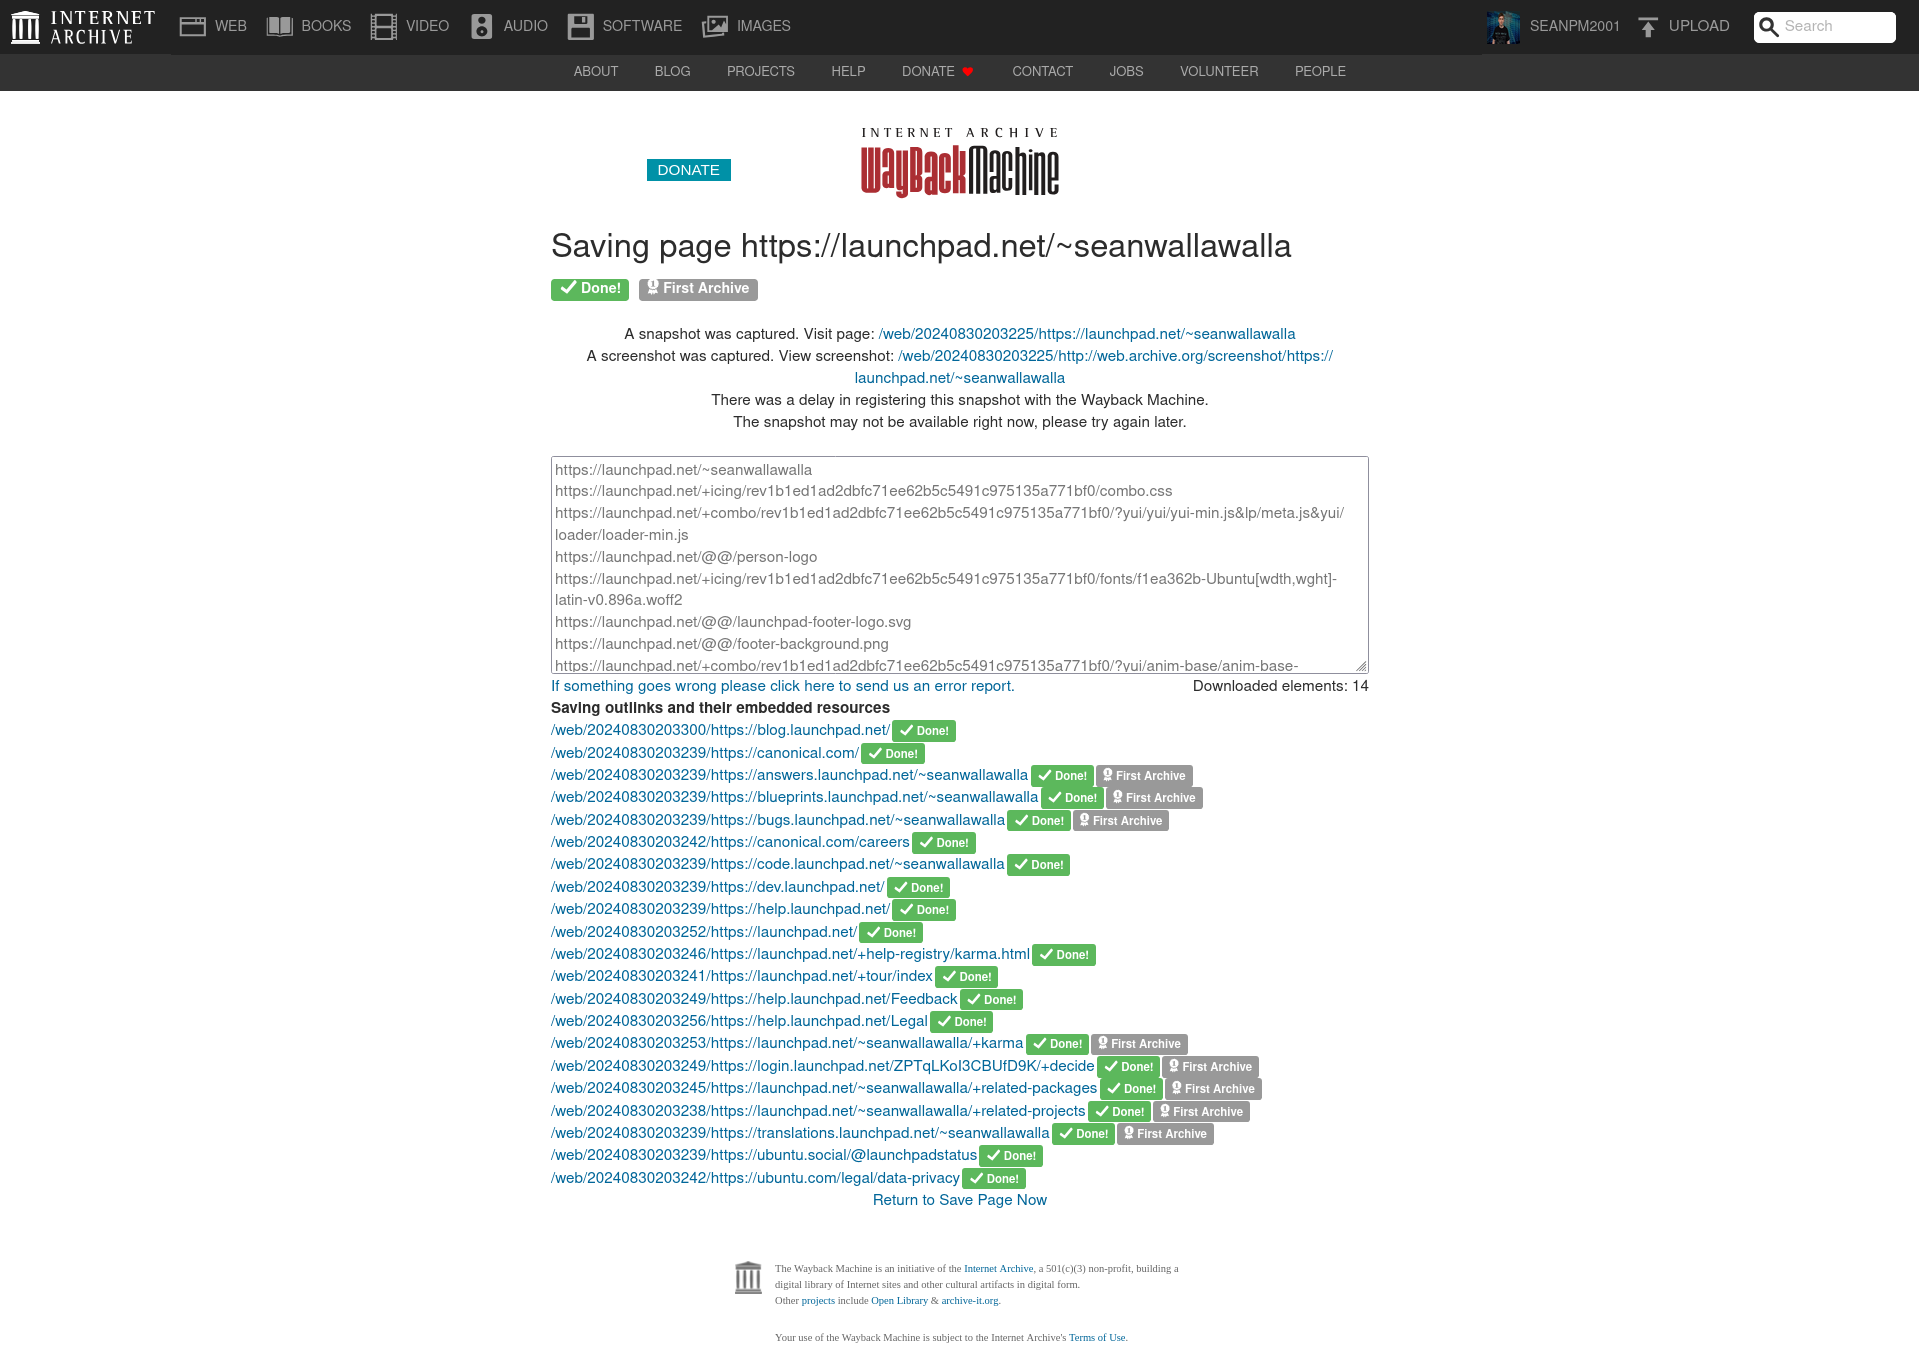 INTERNET ARCHIVE WEB BOOKS VIDEO AUDIO SOFTWARE IMAGES SEANPM2001 UPLOAD Search
ABOUT BLOG PROJECTS HELP DONATE CONTACT JOBS VOLUNTEER PEOPLE
INTERNET ARCHIVE
WayBackMachine
DONATE
Saving page https://launchpad.net/~seanwallawalla
Done! First Archive
A snapshot was captured. Visit page: /web/20240830203225/https://launchpad.net/~seanwallawalla
A screenshot was captured. View screenshot: /web/20240830203225/http://web.archive.org/screenshot/https://
launchpad.net/~seanwallawalla
There was a delay in registering this snapshot with the Wayback Machine.
The snapshot may not be available right now, please try again later.
https://launchpad.net/~seanwallawalla
https://launchpad.net/+icing/rev1b1ed1ad2dbfc71ee62b5c5491c975135a771bf0/combo.css
https://launchpad.net/+combo/rev1b1ed1ad2dbfc71ee62b5c5491c975135a771bf0/?yui/yui/yui-min.js&lp/meta.js&yui/
loader/loader-min.js
https://launchpad.net/@@/person-logo
https://launchpad.net/+icing/rev1b1ed1ad2dbfc71ee62b5c5491c975135a771bf0/fonts/f1ea362b-Ubuntu[wdth,wght]-
latin-v0.896a.woff2
https://launchpad.net/@@/launchpad-footer-logo.svg
https://launchpad.net/@@/footer-background.png
https://launchpad.net/+combo/rev1b1ed1ad2dbfc71ee62b5c5491c975135a771bf0/?yui/anim-base/anim-base-
If something goes wrong please click here to send us an error report. Downloaded elements: 14
Saving outlinks and their embedded resources
/web/20240830203300/https://blog.launchpad.net/ Done!
/web/20240830203239/https://canonical.com/ Done!
/web/20240830203239/https://answers.launchpad.net/~seanwallawalla Done! First Archive
/web/20240830203239/https://blueprints.launchpad.net/~seanwallawalla Done! First Archive
/web/20240830203239/https://bugs.launchpad.net/~seanwallawalla Done! First Archive
/web/20240830203242/https://canonical.com/careers Done!
/web/20240830203239/https://code.launchpad.net/~seanwallawalla Done!
/web/20240830203239/https://dev.launchpad.net/ Done!
/web/20240830203239/https://help.launchpad.net/ Done!
/web/20240830203252/https://launchpad.net/ Done!
/web/20240830203246/https://launchpad.net/+help-registry/karma.html Done!
/web/20240830203241/https://launchpad.net/+tour/index Done!
/web/20240830203249/https://help.launchpad.net/Feedback Done!
/web/20240830203256/https://help.launchpad.net/Legal Done!
/web/20240830203253/https://launchpad.net/~seanwallawalla/+karma Done! First Archive
/web/20240830203249/https://login.launchpad.net/ZPTqLKoI3CBUfD9K/+decide Done! First Archive
/web/20240830203245/https://launchpad.net/~seanwallawalla/+related-packages Done! First Archive
/web/20240830203238/https://launchpad.net/~seanwallawalla/+related-projects Done! First Archive
/web/20240830203239/https://translations.launchpad.net/~seanwallawalla Done! First Archive
/web/20240830203239/https://ubuntu.social/@launchpadstatus Done!
/web/20240830203242/https://ubuntu.com/legal/data-privacy Done!
Return to Save Page Now
The Wayback Machine is an initiative of the Internet Archive, a 501(c)(3) non-profit, building a
digital library of Internet sites and other cultural artifacts in digital form.
Other projects include Open Library & archive-it.org.
Your use of the Wayback Machine is subject to the Internet Archive's Terms of Use.